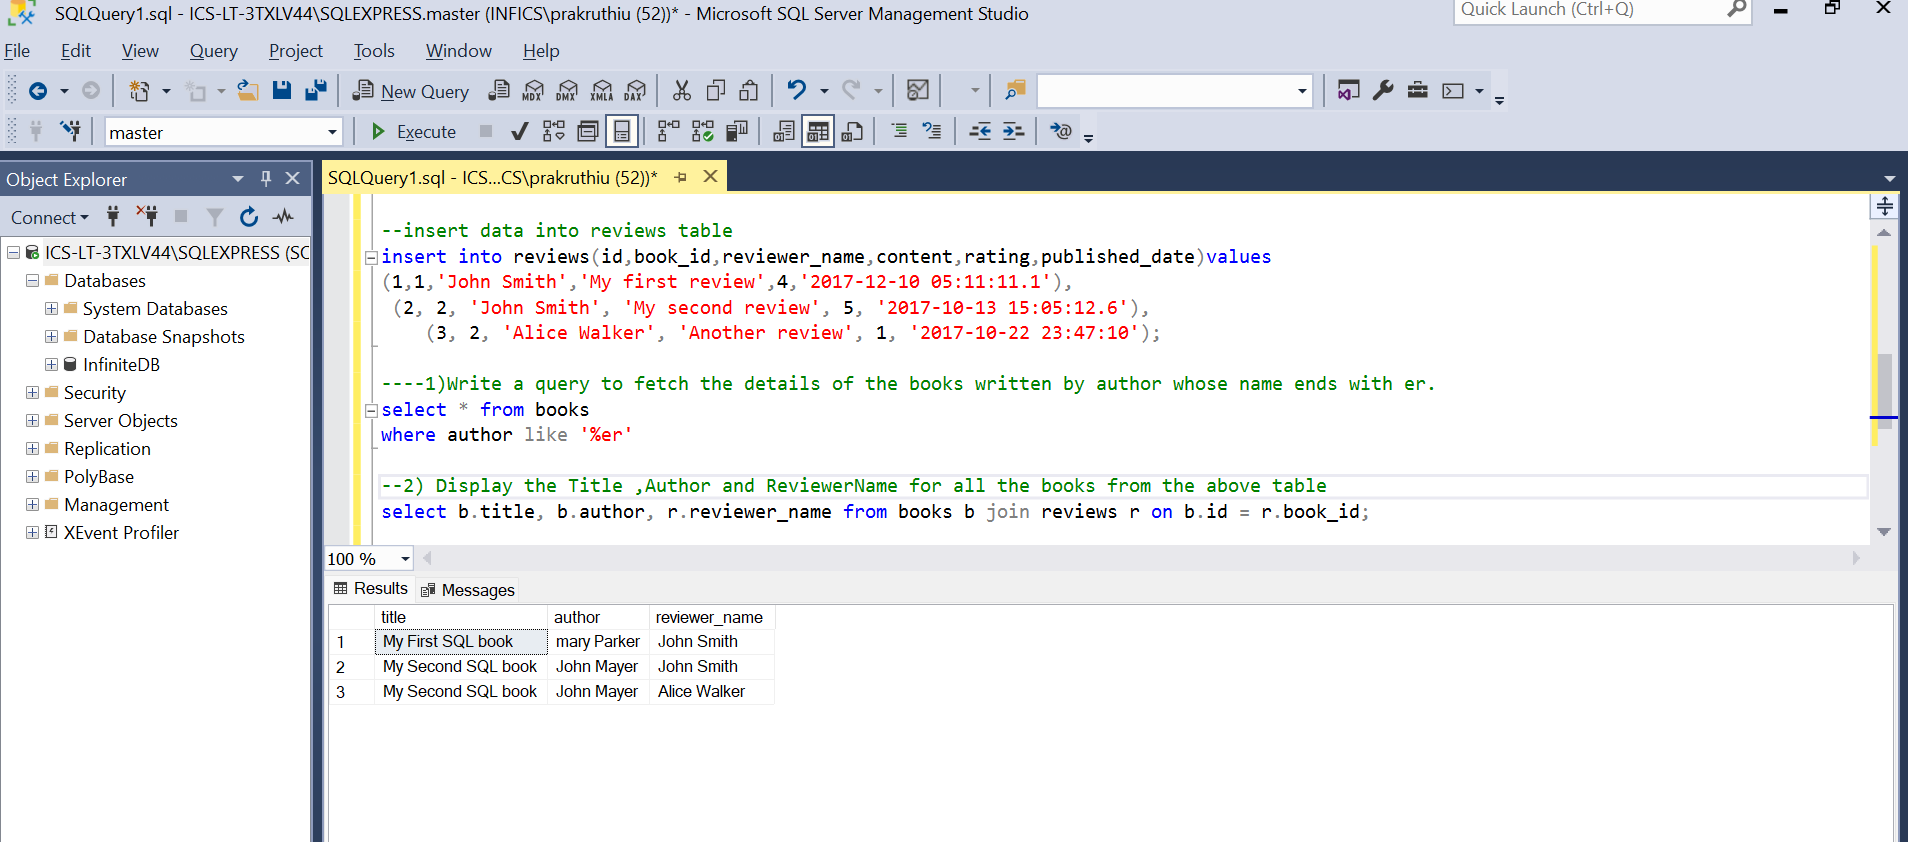 SQLQuery1.sql - ICS-LT-3TXLV44\SQLEXPRESS.master (INFICS\prakruthiu (52))* - Microsoft SQL Server Management Studio
Quick Launch (Ctrl+Q)
File Edit View Query Project Tools Window Help
New Query MDX DMX XMLA DAX
master Execute
Object Explorer
SQLQuery1.sql - ICS...CS\prakruthiu (52))*
Connect
ICS-LT-3TXLV44\SQLEXPRESS (SC
Databases
System Databases
Database Snapshots
InfiniteDB
Security
Server Objects
Replication
PolyBase
Management
XEvent Profiler
--insert data into reviews table
insert into reviews(id,book_id,reviewer_name,content,rating,published_date)values
(1,1,'John Smith','My first review',4,'2017-12-10 05:11:11.1'),
(2, 2, 'John Smith', 'My second review', 5, '2017-10-13 15:05:12.6'),
(3, 2, 'Alice Walker', 'Another review', 1, '2017-10-22 23:47:10');
----1)Write a query to fetch the details of the books written by author whose name ends with er.
select * from books
where author like '%er'
--2) Display the Title ,Author and ReviewerName for all the books from the above table
select b.title, b.author, r.reviewer_name from books b join reviews r on b.id = r.book_id;
100 %
Results Messages
title author reviewer_name
1 My First SQL book mary Parker John Smith
2 My Second SQL book John Mayer John Smith
3 My Second SQL book John Mayer Alice Walker